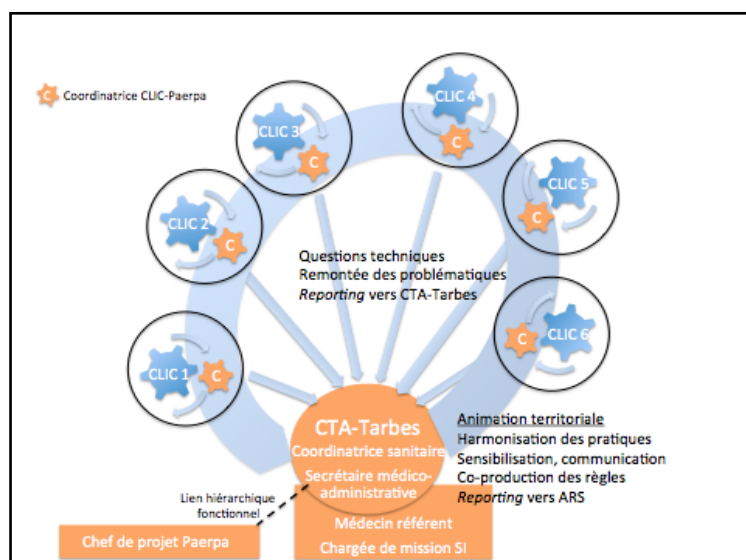 C Coordinatrice CLIC-Paerpa
CLIC 4
CLIC 3
C
C
CLIC 5
C
CLIC 2
C
Questions techniques
Remontée des problématiques
Reporting vers CTA-Tarbes
C
CLIC 6
CLIC 1
C
CTA-Tarbes
Coordinatrice sanitaire
Secrétaire médico-
administrative
Animation territoriale
Harmonisation des pratiques
Sensibilisation, communication
Co-production des règles
Reporting vers ARS
Lien hiérarchique
fonctionnel
Chef de projet Paerpa
Médecin référent
Chargée de mission SI